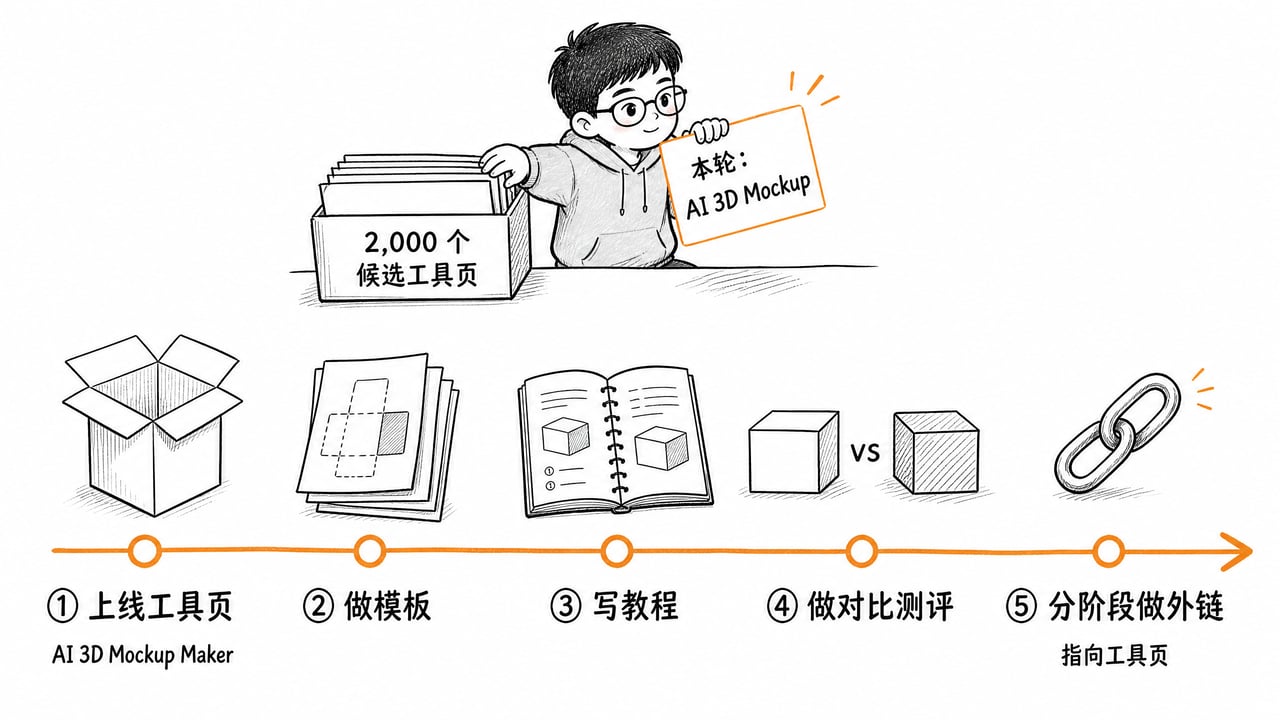 本轮：
AI 3D Mockup
2,000 个
候选工具页
①
①
vs
① 上线工具页
② 做模板
③ 写教程
④ 做对比测评
⑤ 分阶段做外链
AI 3D Mockup Maker
指向工具页